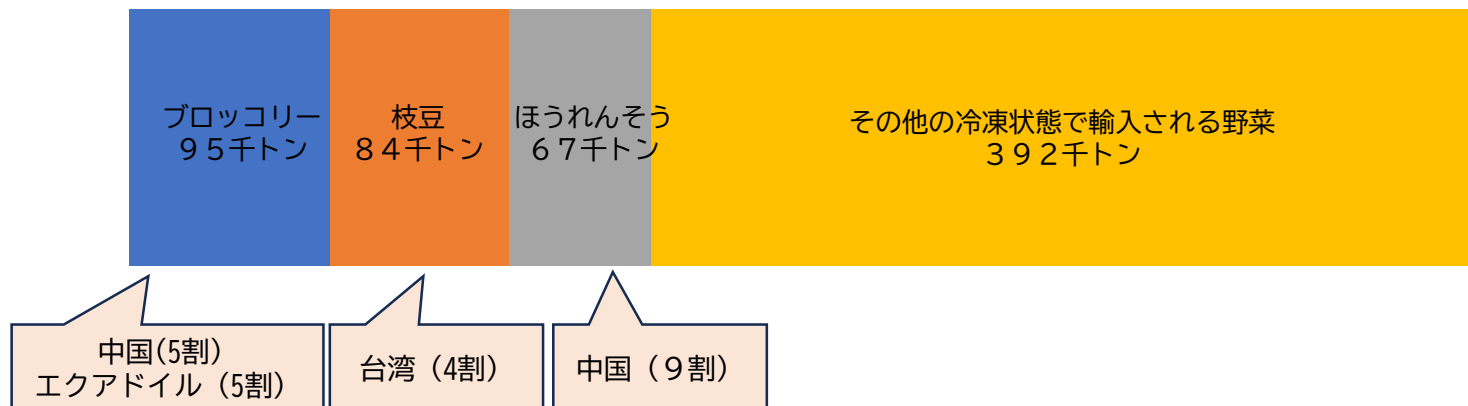 ブロッコリー
９５千トン
枝豆
８４千トン
ほうれんそう
６７千トン
その他の冷凍状態で輸入される野菜
３９２千トン
中国(5割)
エクアドイル（5割）
台湾（4割）
中国（９割）